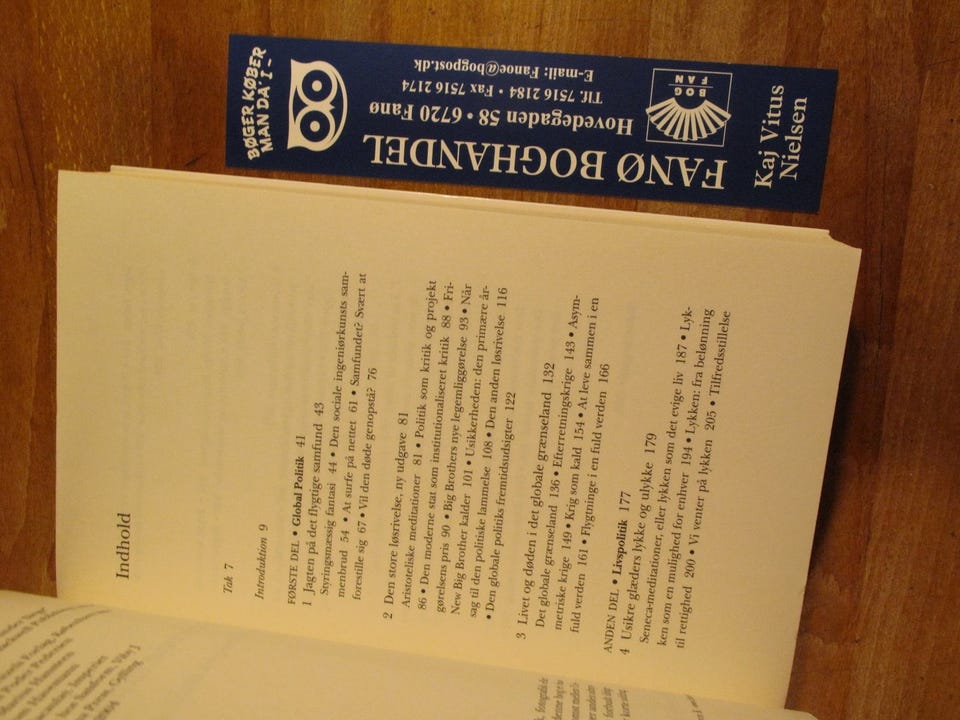 BØGER KØBER
MAN DA' I -
FANØ BOGHANDEL
Hovedegaden 58 • 6720 Fanø
Tlf. 7516 2184 • Fax 7516 2174
E-mail: Fanoe@bogpost.dk
BOG
FAN
Kaj Vitus
Nielsen
Indhold
Tak 7
Introduktion 9
FØRSTE DEL • Global Politik 41
1 Jagten på det flygtige samfund 43
Styringsmæssig fantasi 44 • Den sociale ingeniørkunsts sam-
menbrud 54 • At surfe på nettet 61 • Samfundet? Svært at
forestille sig 67 • Vil den døde genopstå? 76
2 Den store løsrivelse, ny udgave 81
Aristoteliske meditationer 81 • Politik som kritik og projekt
86 • Den moderne stat som institutionaliseret kritik 88 • Fri-
gørelsens pris 90 • Big Brothers nye legemliggørelse 93 • Når
New Big Brother kalder 101 • Usikkerheden: den primære år-
sag til den politiske lammelse 108 • Den anden løsrivelse 116
• Den globale politiks fremtidsudsigter 122
3 Livet og døden i det globale grænseland 132
Det globale grænseland 136 • Efterretningskrige 143 • Asym-
metriske krige 149 • Krig som kald 154 • At leve sammen i en
fuld verden 161 • Flygtninge i en fuld verden 166
ANDEN DEL • Livspolitik 177
4 Usikre glæders lykke og ulykke 179
Seneca-meditationer, eller lykken som det evige liv 187 • Lyk-
ken som en mulighed for enhver 194 • Lykken: fra belønning
til rettighed 200 • Vi venter på lykken 205 • Tilfredsstillelse